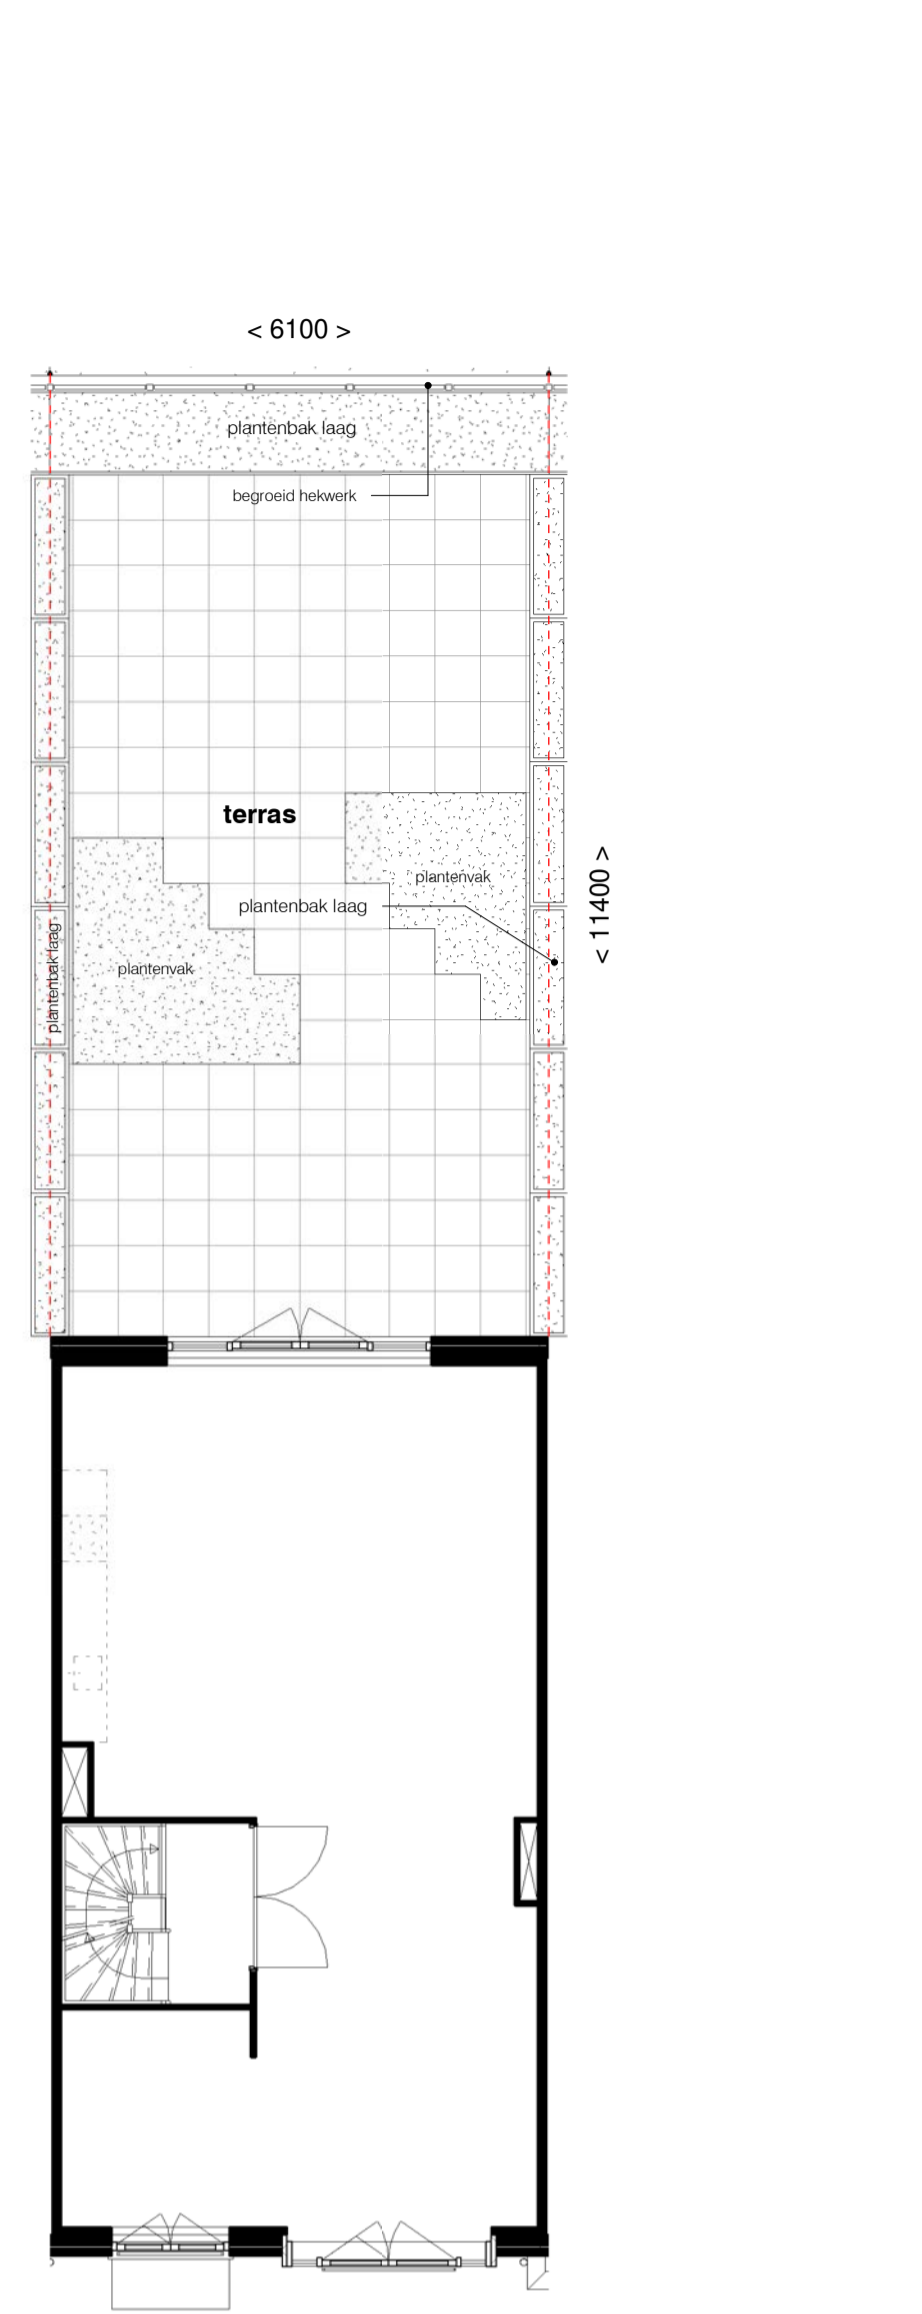 < 6100 >
plantenbak laag
begroeid hekwerk
terras
plantenvak
plantenbak laag
plantenbak laag
plantenvak
< 11400 >